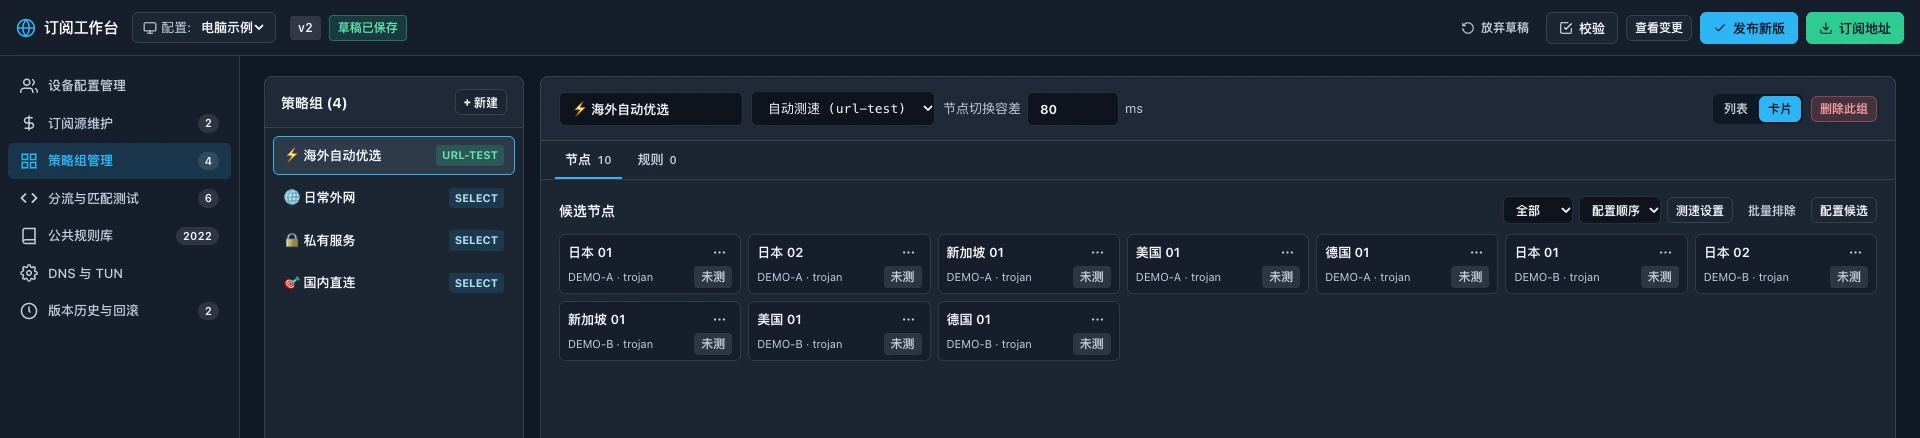 订阅工作台 配置: 电脑示例 v2 草稿已保存 放弃草稿 校验 查看变更 发布新版 订阅地址
设备配置管理
订阅源维护 2
策略组管理 4
分流与匹配测试 6
公共规则库 2022
DNS 与 TUN
版本历史与回滚 2
策略组 (4) + 新建
⚡ 海外自动优选 URL-TEST
🌐 日常外网 SELECT
🔒 私有服务 SELECT
🎯 国内直连 SELECT
⚡ 海外自动优选 自动测速 (url-test) 节点切换容差 80 ms 列表 卡片 删除此组
节点 10 规则 0
候选节点 全部 配置顺序 测速设置 批量排除 配置候选
日本 01 ··· 日本 02 ··· 新加坡 01 ··· 美国 01 ··· 德国 01 ··· 日本 01 ··· 日本 02 ···
DEMO-A · trojan 未测 DEMO-A · trojan 未测 DEMO-A · trojan 未测 DEMO-A · trojan 未测 DEMO-A · trojan 未测 DEMO-B · trojan 未测 DEMO-B · trojan 未测
新加坡 01 ··· 美国 01 ··· 德国 01 ···
DEMO-B · trojan 未测 DEMO-B · trojan 未测 DEMO-B · trojan 未测